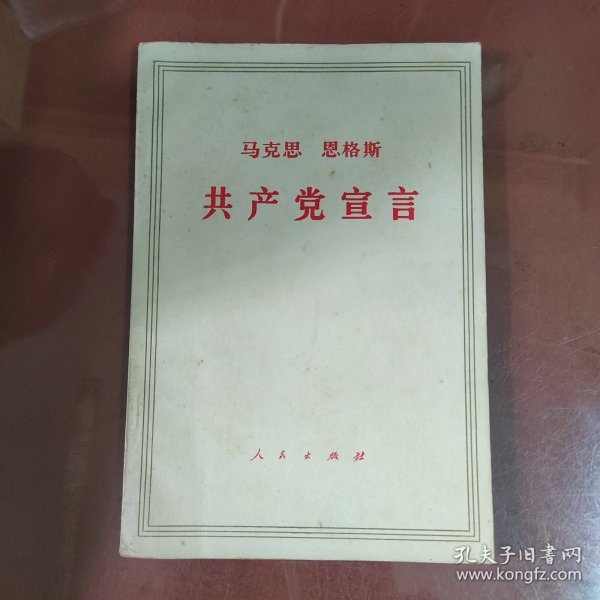 马克思 恩格斯
共产党宣言
人民出版社
孔夫子旧书网
www.kongfz.com